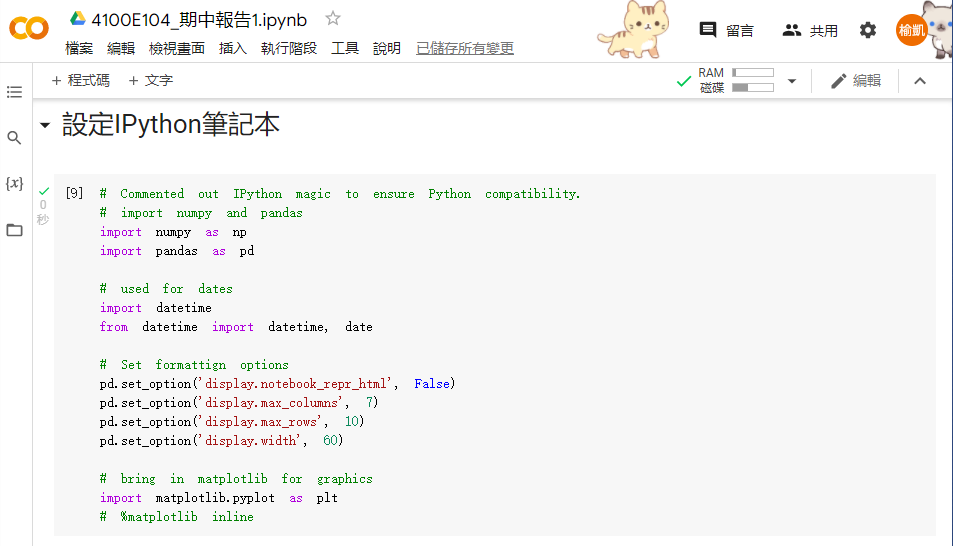 4100E104_期中報告1.ipynb
留言
共用
榆凱
檔案 編輯 檢視畫面 插入 執行階段 工具 說明 已儲存所有變更
+ 程式碼 + 文字
RAM
磁碟
編輯
設定IPython筆記本
{x}
[9]
0
秒
# Commented out IPython magic to ensure Python compatibility.
# import numpy and pandas
import numpy as np
import pandas as pd
# used for dates
import datetime
from datetime import datetime, date
# Set formattign options
pd.set_option('display.notebook_repr_html', False)
pd.set_option('display.max_columns', 7)
pd.set_option('display.max_rows', 10)
pd.set_option('display.width', 60)
# bring in matplotlib for graphics
import matplotlib.pyplot as plt
# %matplotlib inline